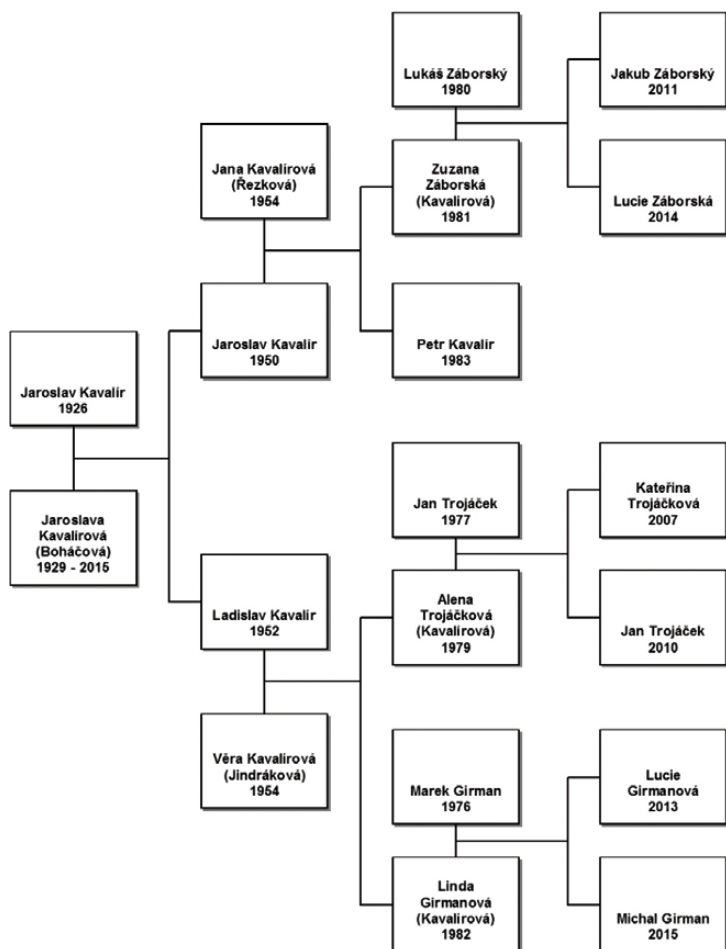 Lukáš Záborský
1980
Jakub Záborský
2011
Jana Kavalírová
(Řezková)
1954
Zuzana
Záborská
(Kavalírová)
1981
Lucie Záborská
2014
Jaroslav Kavalír
1950
Petr Kavalír
1983
Jaroslav Kavalír
1926
Jaroslava
Kavalírová
(Boháčová)
1929 - 2015
Jan Trojáček
1977
Kateřina
Trojáčková
2007
Ladislav Kavalír
1952
Alena
Trojáčková
(Kavalírová)
1979
Jan Trojáček
2010
Věra Kavalírová
(Jindráková)
1954
Marek Girman
1976
Lucie
Girmanová
2013
Linda
Girmanová
(Kavalírová)
1982
Michal Girman
2015